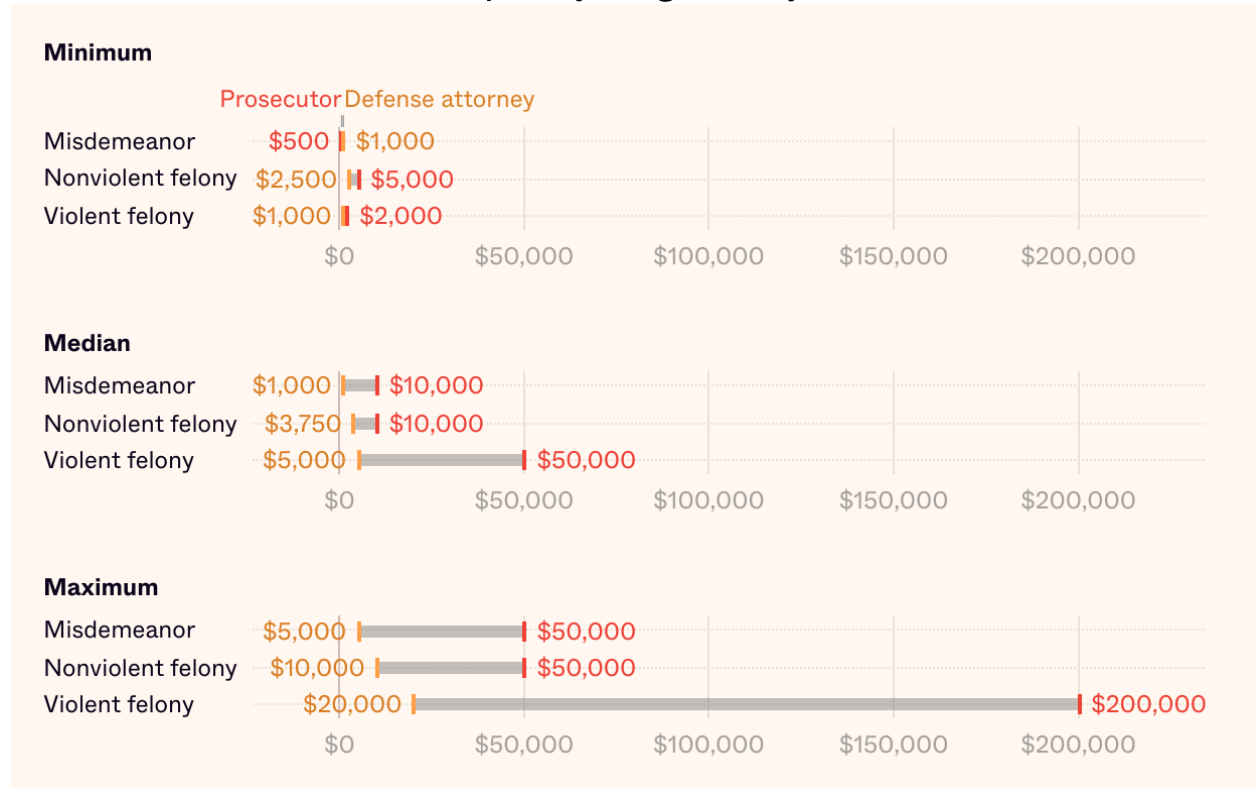 Minimum
Prosecutor Defense attorney
Misdemeanor $500 $1,000
Nonviolent felony $2,500 $5,000
Violent felony $1,000 $2,000
$0 $50,000 $100,000 $150,000 $200,000
Median
Misdemeanor $1,000 $10,000
Nonviolent felony $3,750 $10,000
Violent felony $5,000 $50,000
$0 $50,000 $100,000 $150,000 $200,000
Maximum
Misdemeanor $5,000 $50,000
Nonviolent felony $10,000 $50,000
Violent felony $20,000 $200,000
$0 $50,000 $100,000 $150,000 $200,000